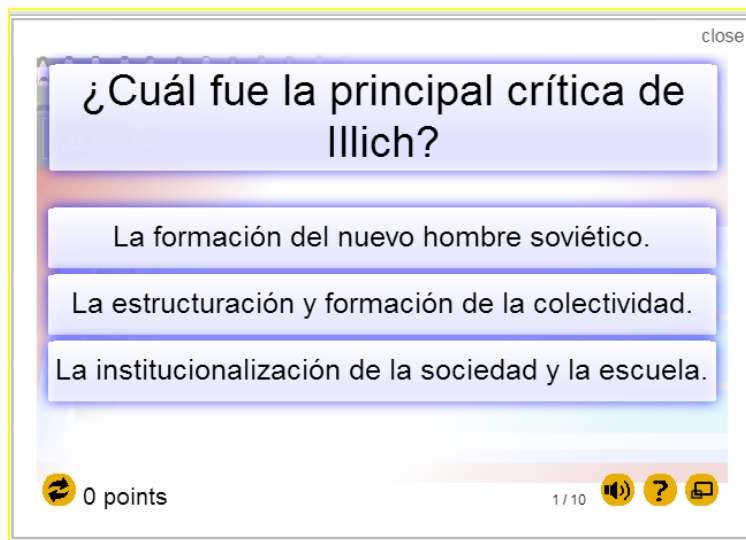 close
¿Cuál fue la principal crítica de
Illich?
La formación del nuevo hombre soviético.
La estructuración y formación de la colectividad.
La institucionalización de la sociedad y la escuela.
0 points
1 / 10
?